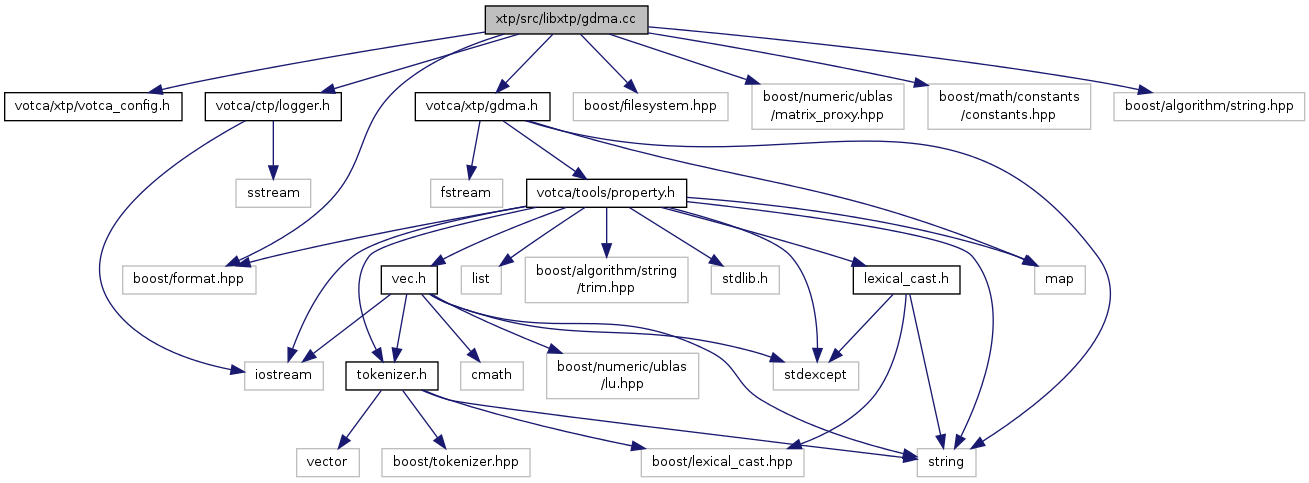 xtp/src/libxtp/gdma.cc
votca/xtp/votca_config.h
votca/ctp/logger.h
votca/xtp/gdma.h
boost/filesystem.hpp
boost/numeric/ublas
/matrix_proxy.hpp
boost/math/constants
/constants.hpp
boost/algorithm/string.hpp
sstream
fstream
votca/tools/property.h
boost/format.hpp
vec.h
list
boost/algorithm/string
/trim.hpp
stdlib.h
lexical_cast.h
map
iostream
tokenizer.h
cmath
boost/numeric/ublas
/lu.hpp
stdexcept
vector
boost/tokenizer.hpp
boost/lexical_cast.hpp
string